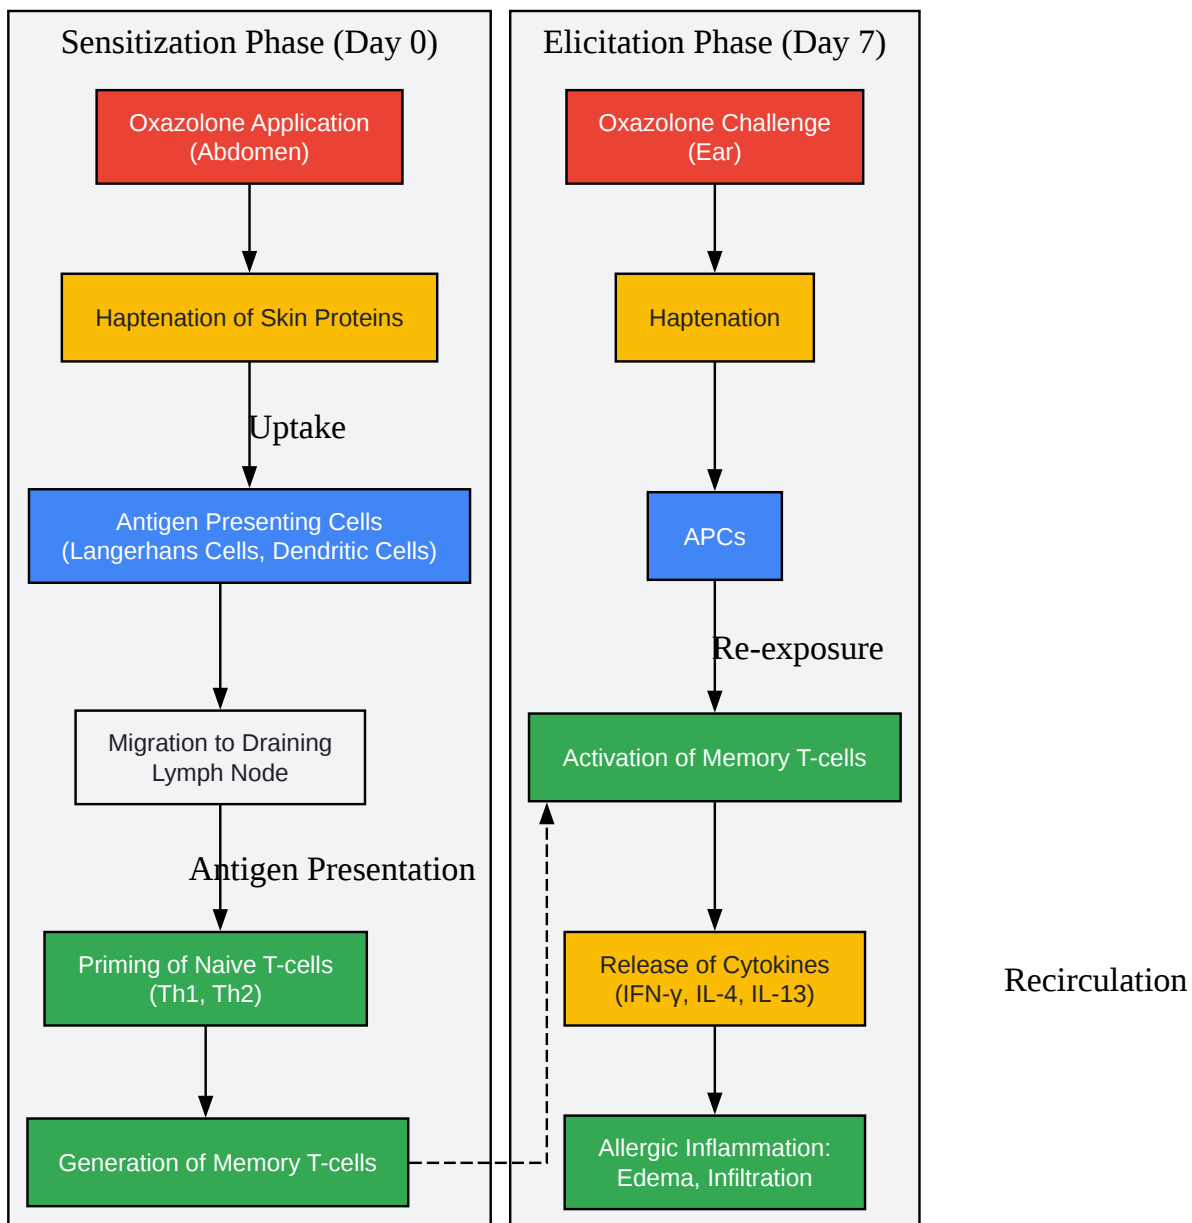 Sensitization Phase (Day 0)
Oxazolone Application
(Abdomen)
Haptenation of Skin Proteins
Uptake
Antigen Presenting Cells
(Langerhans Cells, Dendritic Cells)
Migration to Draining
Lymph Node
Antigen Presentation
Priming of Naive T-cells
(Th1, Th2)
Generation of Memory T-cells
Elicitation Phase (Day 7)
Oxazolone Challenge
(Ear)
Haptenation
APCs
Re-exposure
Activation of Memory T-cells
Release of Cytokines
(IFN-γ, IL-4, IL-13)
Allergic Inflammation:
Edema, Infiltration
Recirculation